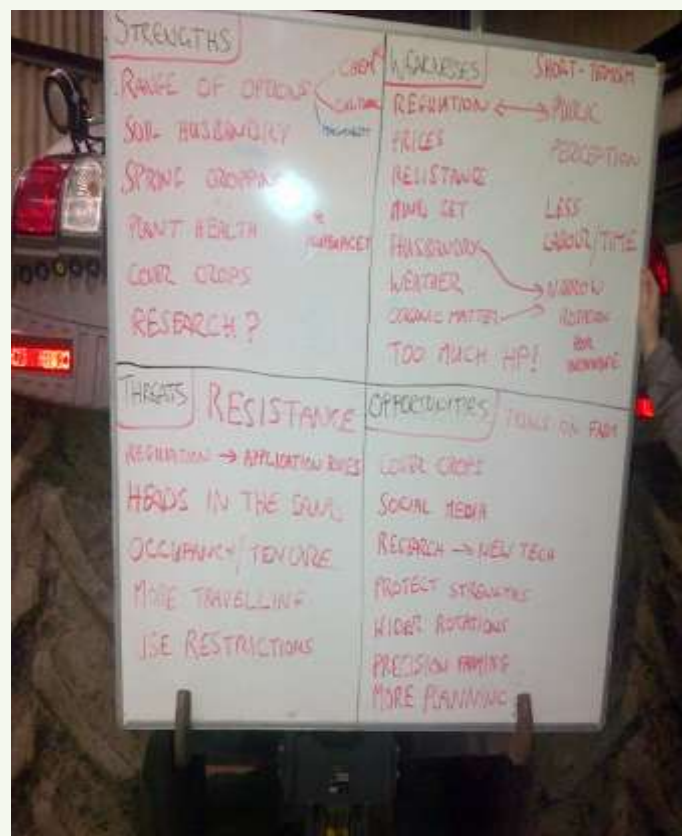 STRENGTHS
RANGE OF OPTIONS
CHEM
CULTURAL
SOIL HUSBANDRY
SPRING CROPPING
PLANT HEALTH
COVER CROPS
RESEARCH?
WEAKNESSES
SHORT-TERMISM
REGULATION ↔ PUBLIC
PERCEPTION
PRICES
RESISTANCE
MIND SET
LESS
LABOUR/TIME
HUSBANDRY
WEATHER
NARROW
ORGANIC MATTER
ROTATION
FOR
TOO MUCH HP!
THREATS
RESISTANCE
REGULATION → APPLICATION RULES
HEADS IN THE SAND
OCCUPANCY/TENURE
MORE TRAVELLING
USE RESTRICTIONS
OPPORTUNITIES
TRIALS ON FARM
COVER CROPS
SOCIAL MEDIA
RESEARCH → NEW TECH
PROTECT STRENGTHS
WIDER ROTATIONS
PRECISION FARMING
MORE PLANNING